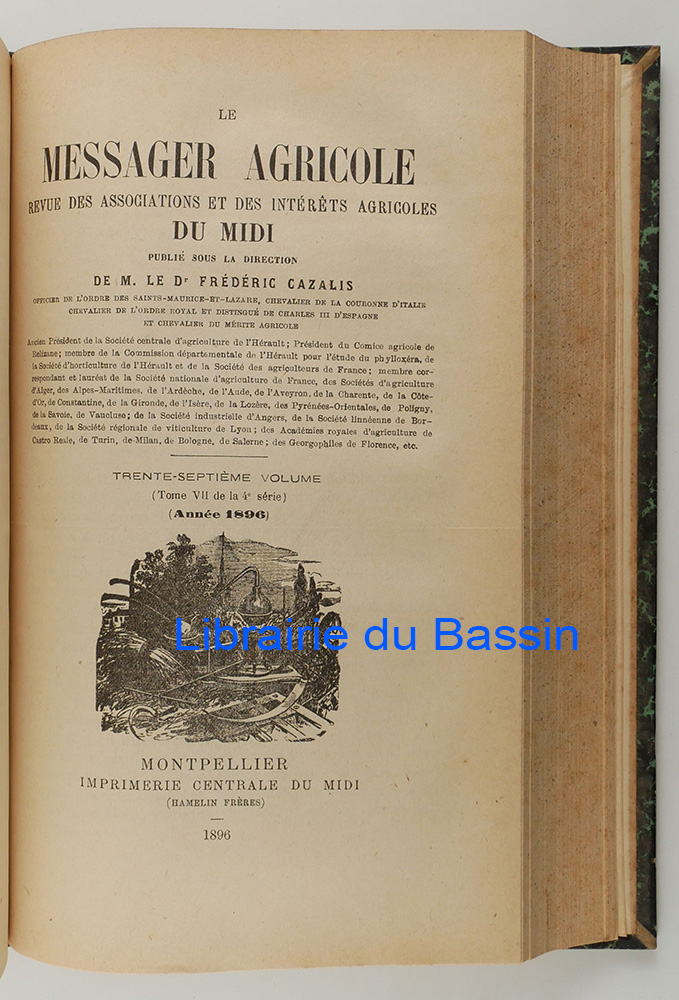 LE
MESSAGER AGRICOLE
REVUE DES ASSOCIATIONS ET DES INTÉRÊTS AGRICOLES
DU MIDI
PUBLIÉ SOUS LA DIRECTION
DE M. LE Dr FRÉDÉRIC CAZALIS
OFFICIER DE L'ORDRE DES SAINTS-MAURICE-ET-LAZARE, CHEVALIER DE LA COURONNE D'ITALIE
CHEVALIER DE L'ORDRE ROYAL ET DISTINGUÉ DE CHARLES III D'ESPAGNE
ET CHEVALIER DU MÉRITE AGRICOLE
Ancien Président de la Société centrale d'agriculture de l'Hérault; Président du Comice agricole de
Relizane; membre de la Commission départementale de l'Hérault pour l'étude du phylloxéra, de
la Société d'horticulture de l'Hérault et de la Société des agriculteurs de France; membre cor-
respondant et lauréat de la Société nationale d'agriculture de France, des Sociétés d'agriculture
d'Alger, des Alpes-Maritimes, de l'Ardèche, de l'Aude, de l'Aveyron, de la Charente, de la Côte-
d'Or, de Constantine, de la Gironde, de l'Isère, de la Lozère, des Pyrénées-Orientales, de Poligny,
de la Savoie, de Vaucluse; de la Société industrielle d'Angers, de la Société linnéenne de Bor-
deaux, de la Société régionale de viticulture de Lyon; des Académies royales d'agriculture de
Castro Reale, de Turin, de Milan, de Bologne, de Salerne; des Georgophiles de Florence, etc.
TRENTE-SEPTIÈME VOLUME
(Tome VII de la 4e série)
(Année 1896)
Librairie du Bassin
MONTPELLIER
IMPRIMERIE CENTRALE DU MIDI
(HAMELIN FRÈRES)
1896